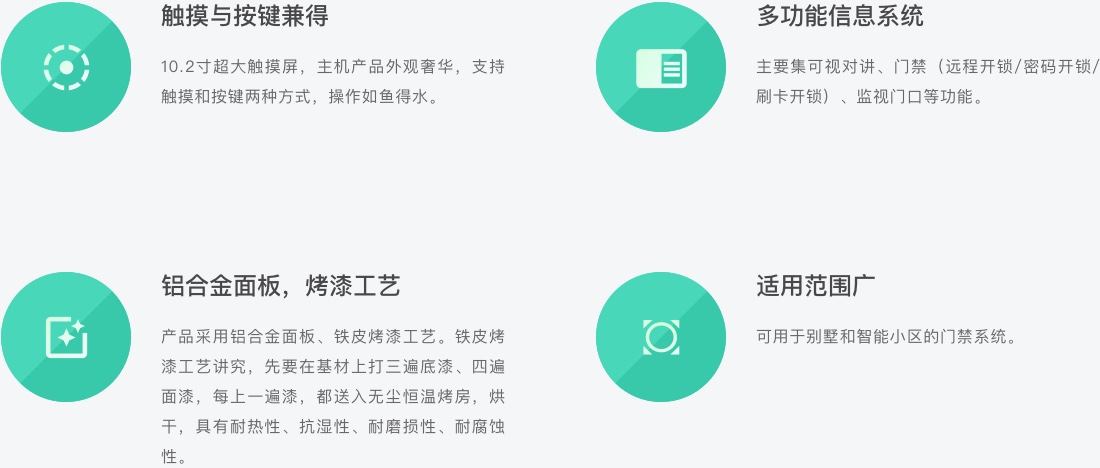 触摸与按键兼得
10.2寸超大触摸屏，主机产品外观奢华，支持
触摸和按键两种方式，操作如鱼得水。
多功能信息系统
主要集可视对讲、门禁（远程开锁/密码开锁/
刷卡开锁）、监视门口等功能。
铝合金面板，烤漆工艺
产品采用铝合金面板、铁皮烤漆工艺。铁皮烤
漆工艺讲究，先要在基材上打三遍底漆、四遍
面漆，每上一遍漆，都送入无尘恒温烤房，烘
干，具有耐热性、抗湿性、耐磨损性、耐腐蚀
性。
适用范围广
可用于别墅和智能小区的门禁系统。